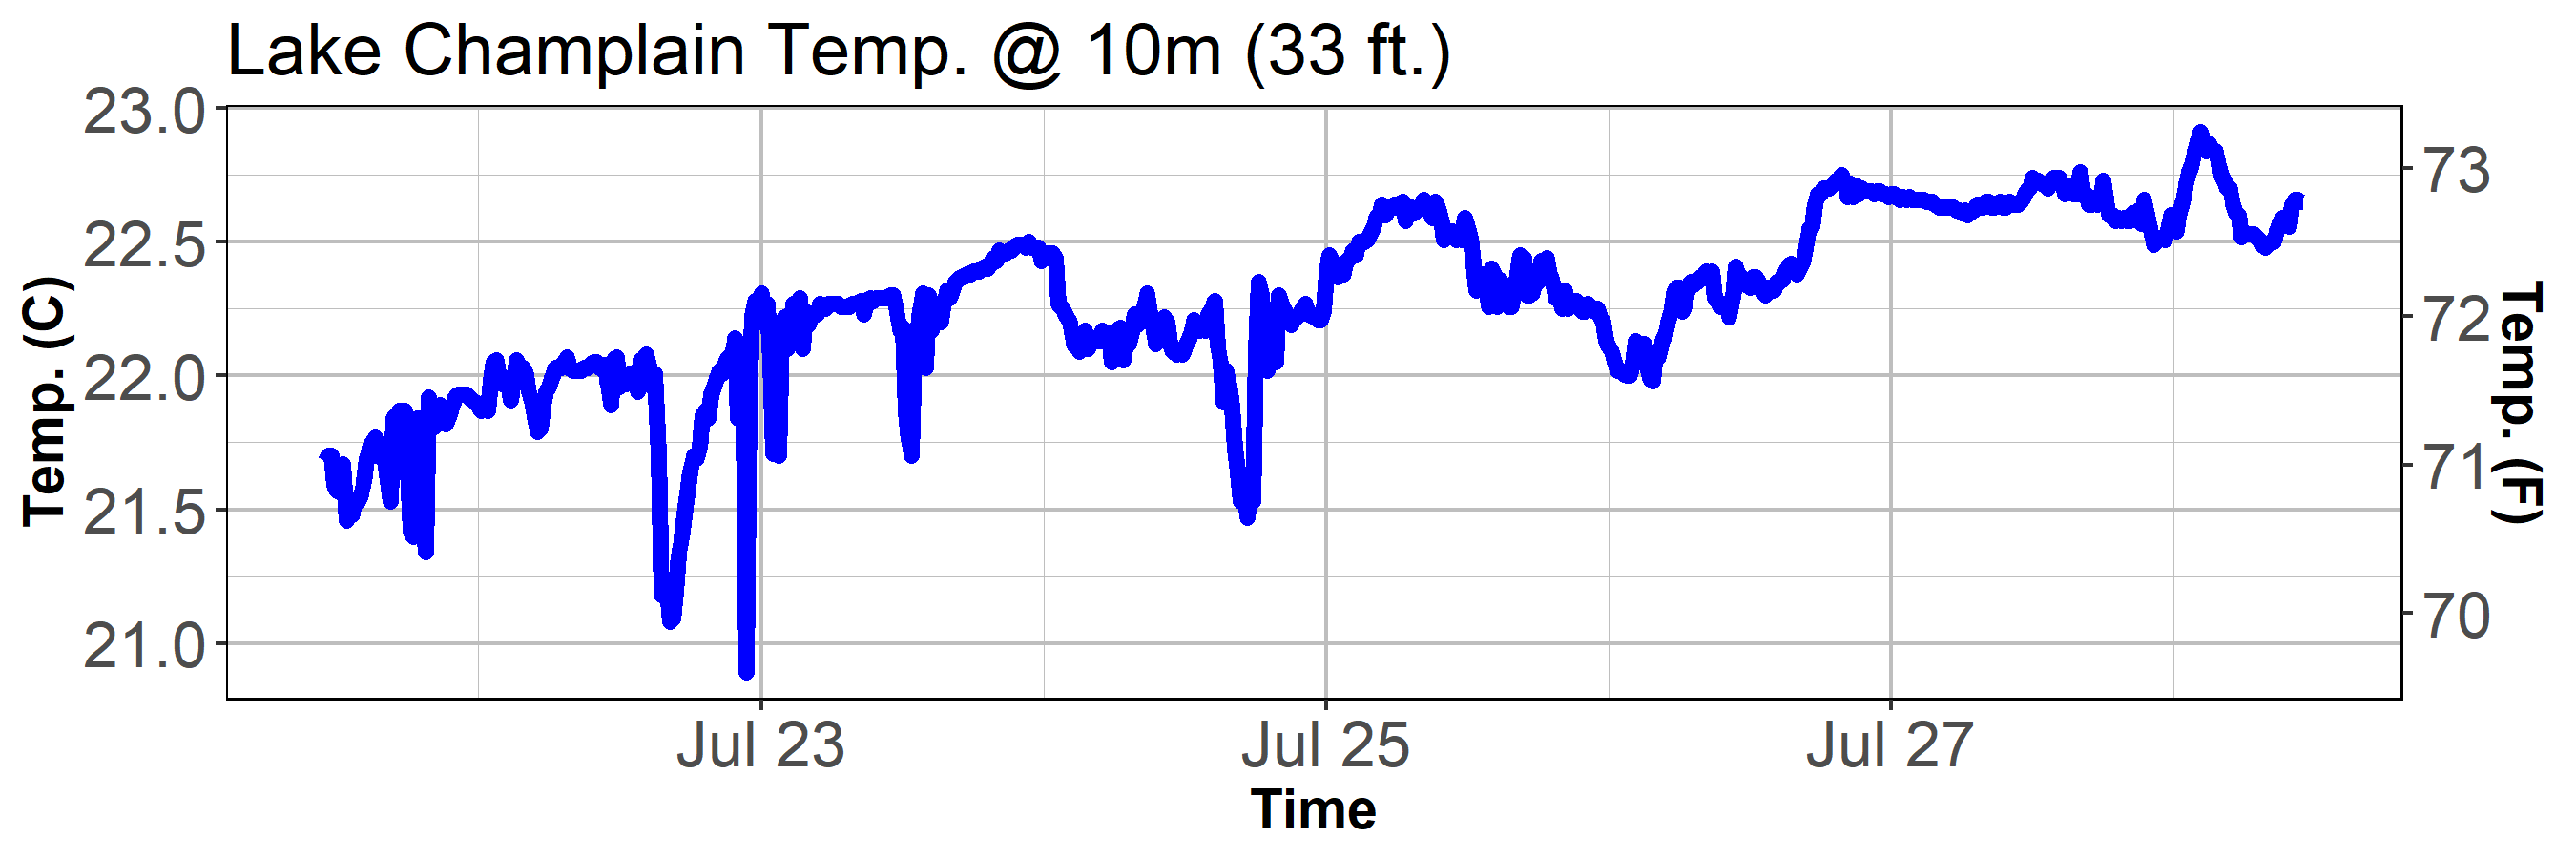 Lake Champlain Temp. @ 10m (33 ft.)
23.0
22.5
22.0
21.5
21.0
Temp. (C)
73
72
71
70
Temp. (F)
Jul 23
Jul 25
Jul 27
Time